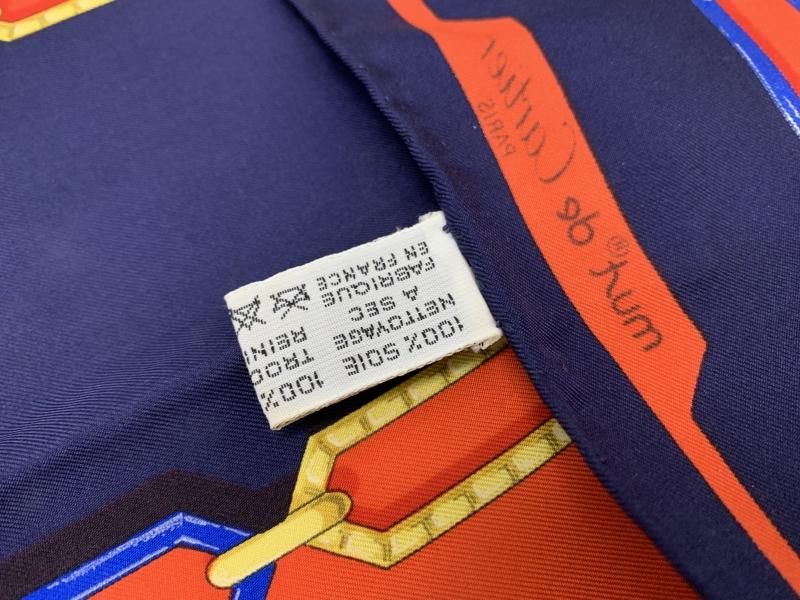 must® de Cartier
PARIS
100% SOIE
NETTOYAGE
A SEC
FABRIQUE
EN FRANCE
100%